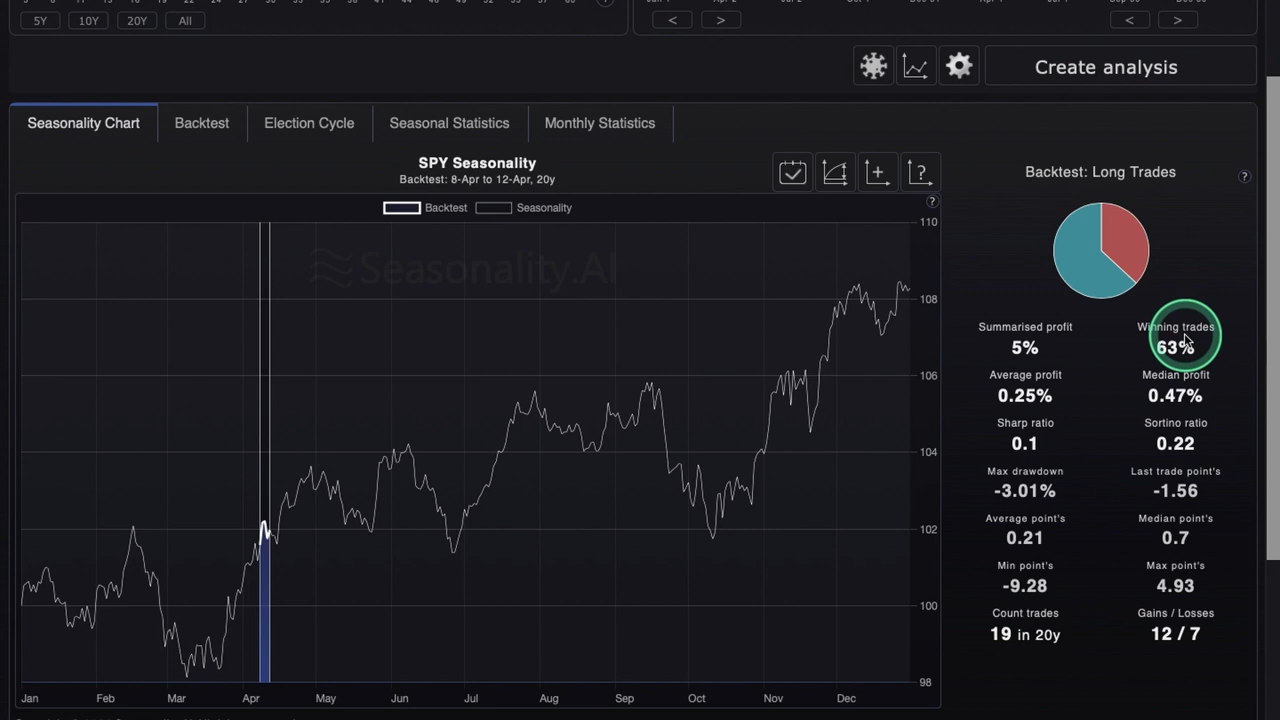 5Y 10Y 20Y All < > < >
Create analysis
Seasonality Chart Backtest Election Cycle Seasonal Statistics Monthly Statistics
SPY Seasonality
Backtest: 8-Apr to 12-Apr, 20y
?
Backtest Seasonality
?
Seasonality.AI
110
108
106
104
102
100
98
Jan Feb Mar Apr May Jun Jul Aug Sep Oct Nov Dec
Backtest: Long Trades
?
Summarised profit Winning trades
5% 63%
Average profit Median profit
0.25% 0.47%
Sharp ratio Sortino ratio
0.1 0.22
Max drawdown Last trade point's
-3.01% -1.56
Average point's Median point's
0.21 0.7
Min point's Max point's
-9.28 4.93
Count trades Gains / Losses
19 in 20y 12 / 7